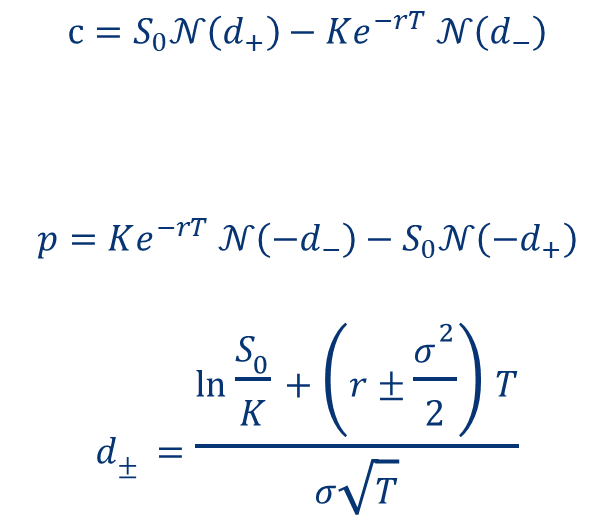 c = S₀𝒩(d₊) − Ke^{−rT} 𝒩(d₋)
p = Ke^{−rT} 𝒩(−d₋) − S₀𝒩(−d₊)
d± = (ln S₀/K + (r ± σ²/2) T) / (σ√T)